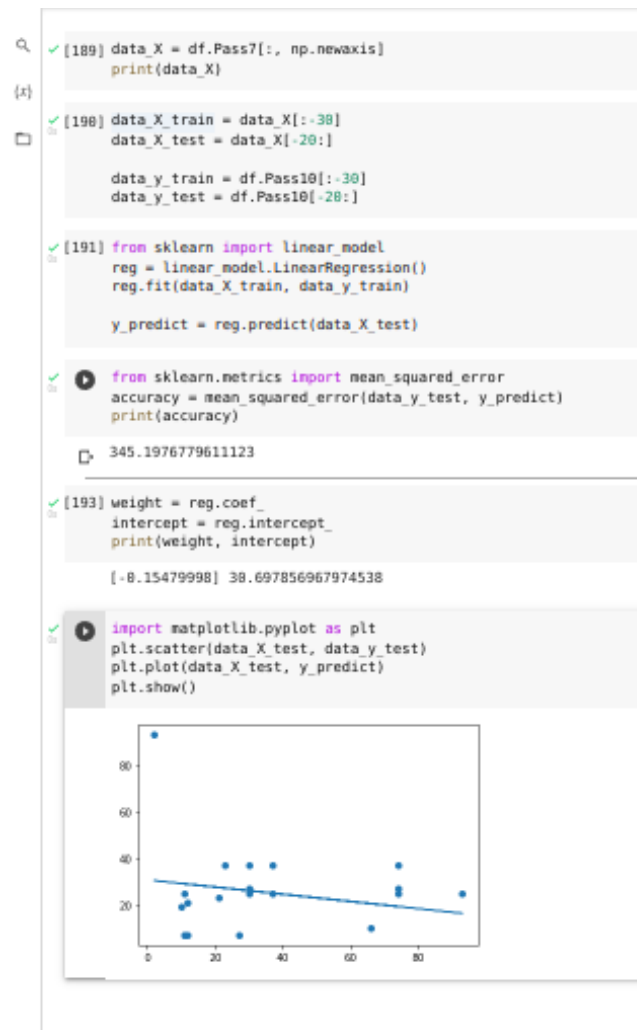 {x}
[189] data_X = df.Pass7[:, np.newaxis]
print(data_X)
[190] data_X_train = data_X[:-30]
data_X_test = data_X[-20:]
data_y_train = df.Pass10[:-30]
data_y_test = df.Pass10[-20:]
[191] from sklearn import linear_model
reg = linear_model.LinearRegression()
reg.fit(data_X_train, data_y_train)
y_predict = reg.predict(data_X_test)
from sklearn.metrics import mean_squared_error
accuracy = mean_squared_error(data_y_test, y_predict)
print(accuracy)
345.1976779611123
[193] weight = reg.coef_
intercept = reg.intercept_
print(weight, intercept)
[-0.15479998] 30.697856967974538
import matplotlib.pyplot as plt
plt.scatter(data_X_test, data_y_test)
plt.plot(data_X_test, y_predict)
plt.show()
80
60
40
20
0 20 40 60 80